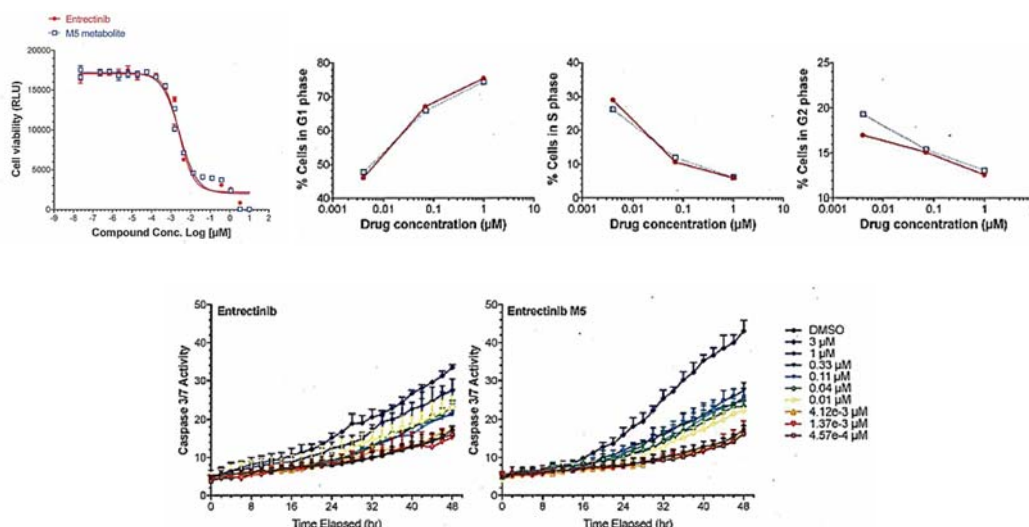 Entrectinib
M5 metabolite
Cell viability (RLU)
20000
15000
10000
5000
0
-9 -8 -7 -6 -5 -4 -3 -2 -1 0 1 2
Compound Conc. Log [µM]
% Cells in G1 phase
80
70
60
50
40
0.001 0.01 0.1 1 10
Drug concentration (µM)
% Cells in S phase
40
30
20
10
0
0.001 0.01 0.1 1 10
Drug concentration (µM)
% Cells in G2 phase
25
20
15
10
0.001 0.01 0.1 1
Drug concentration (µM)
Entrectinib
Caspase 3/7 Activity
50
40
30
20
10
0
0 8 16 24 32 40 48
Time Elapsed (hr)
Entrectinib M5
Caspase 3/7 Activity
50
40
30
20
10
0
0 8 16 24 32 40 48
Time Elapsed (hr)
DMSO
3 µM
1 µM
0.33 µM
0.11 µM
0.04 µM
0.01 µM
4.12e-3 µM
1.37e-3 µM
4.57e-4 µM